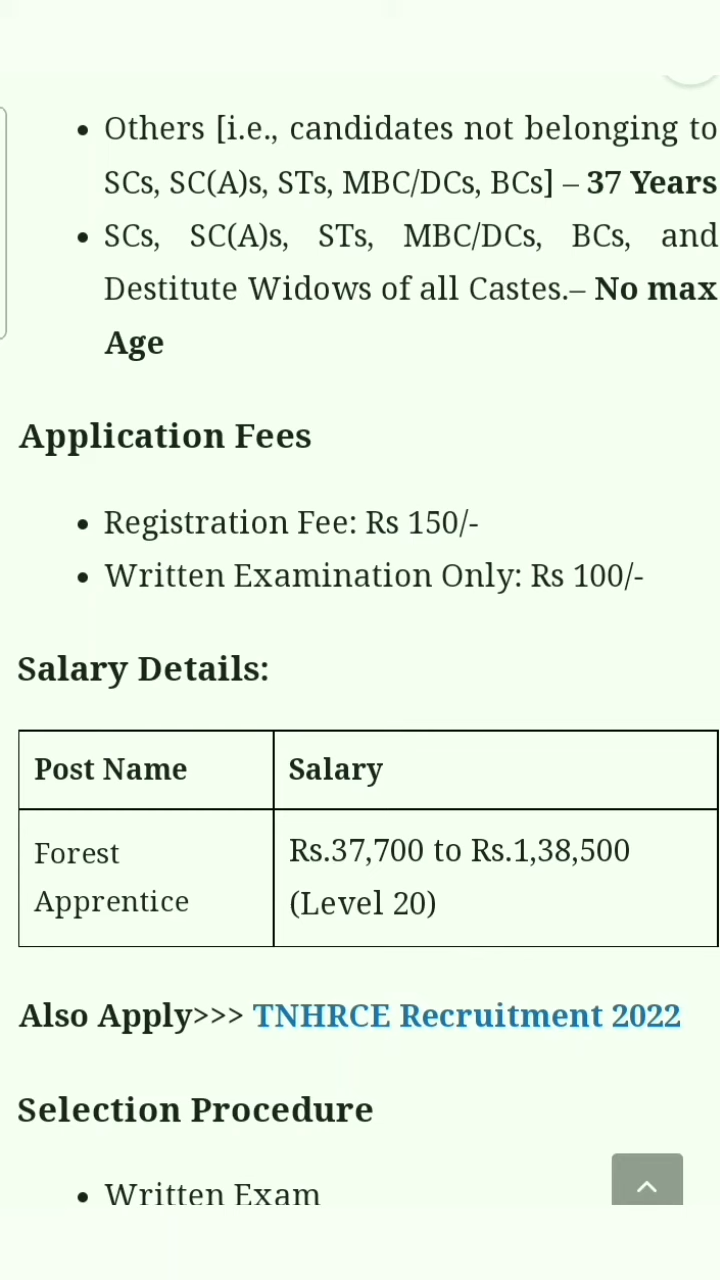 Others [i.e., candidates not belonging to
SCs, SC(A)s, STs, MBC/DCs, BCs] – 37 Years
SCs, SC(A)s, STs, MBC/DCs, BCs, and
Destitute Widows of all Castes.– No max
Age
Application Fees
Registration Fee: Rs 150/-
Written Examination Only: Rs 100/-
Salary Details:
Post Name Salary
Forest
Apprentice
Rs.37,700 to Rs.1,38,500
(Level 20)
Also Apply>>> TNHRCE Recruitment 2022
Selection Procedure
Written Exam